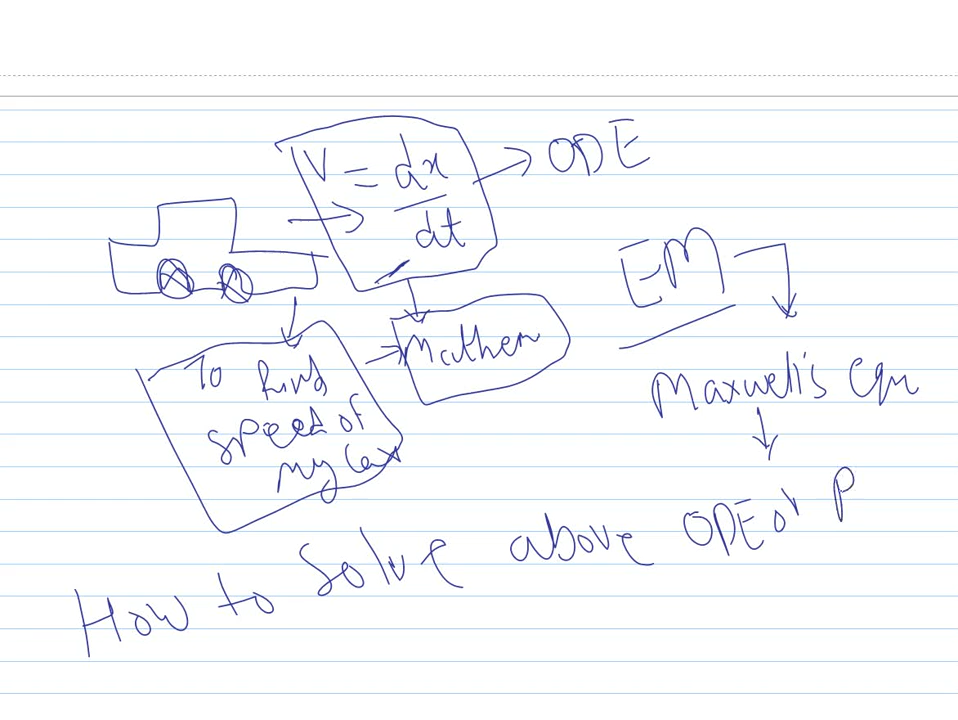 V = dx
dt
→ ODE
EM
To find
speed of
my Car
Mathem
Maxwell's Eqn
How to Solve above ODE or P